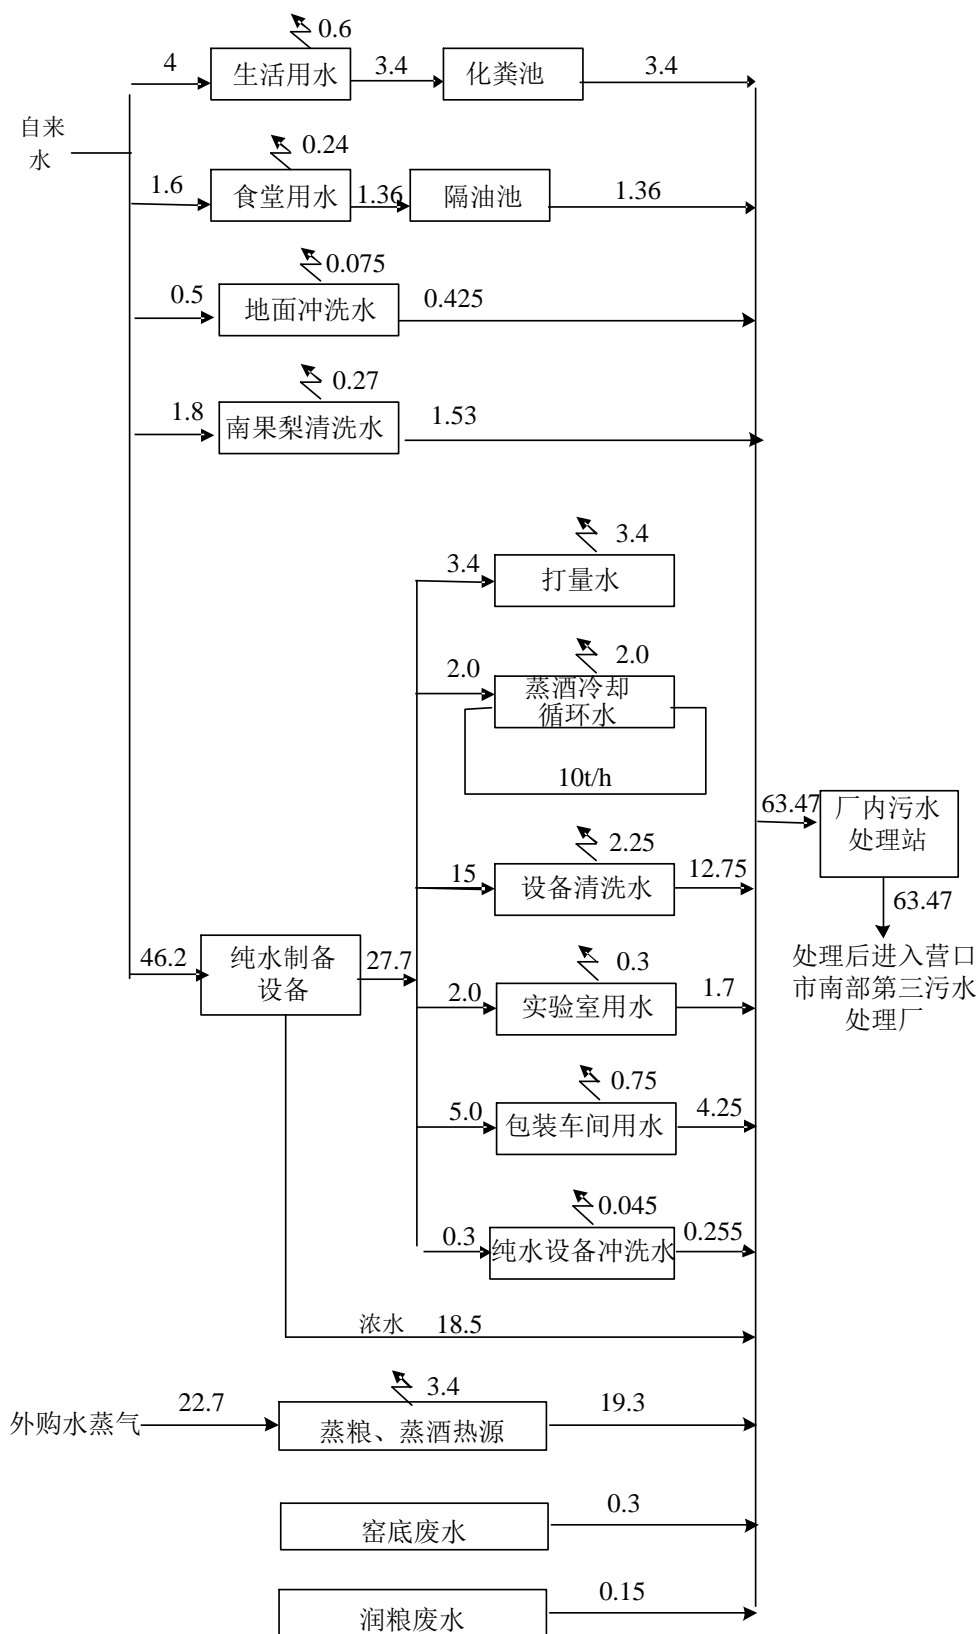 0.6
4
生活用水
3.4
化粪池
3.4
自来
水
0.24
1.6
食堂用水
1.36
隔油池
1.36
0.075
0.5
地面冲洗水
0.425
0.27
1.8
南果梨清洗水
1.53
3.4
3.4
打量水
2.0
2.0
蒸酒冷却
循环水
10t/h
63.47
厂内污水
处理站
2.25
15
设备清洗水
12.75
63.47
46.2
纯水制备
设备
27.7
处理后进入营口
市南部第三污水
处理厂
0.3
2.0
实验室用水
1.7
0.75
5.0
包装车间用水
4.25
0.045
0.3
纯水设备冲洗水
0.255
浓水 18.5
3.4
外购水蒸气
22.7
蒸粮、蒸酒热源
19.3
0.3
窑底废水
0.15
润粮废水